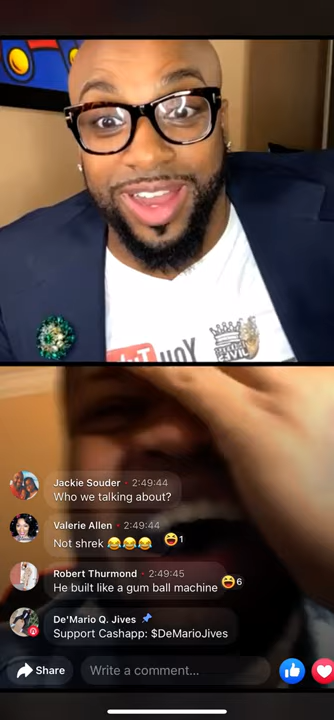 HOY
EVIL
Jackie Souder • 2:49:44
Who we talking about?
Valerie Allen • 2:49:44
Not shrek 😂😂😂
😆1
Robert Thurmond • 2:49:45
He built like a gum ball machine
😆6
De'Mario Q. Jives 📌
Support Cashapp: $DeMarioJives
Share
Write a comment...